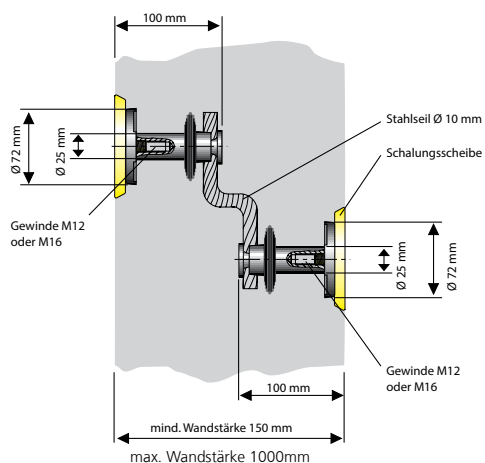 100 mm
Stahlseil Ø 10 mm
Schalungsscheibe
Ø 72 mm
Ø 25 mm
Gewinde M12
oder M16
Ø 25 mm
Ø 72 mm
Gewinde M12
oder M16
100 mm
mind. Wandstärke 150 mm
max. Wandstärke 1000mm